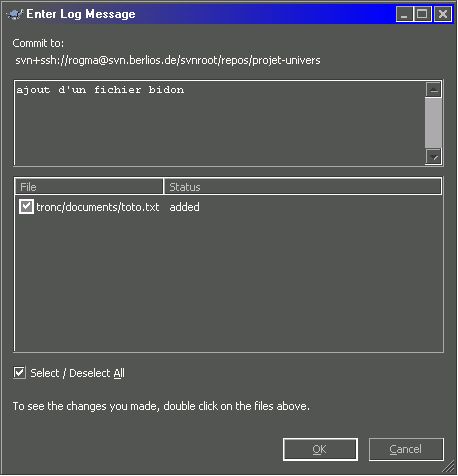 Enter Log Message
Commit to:
svn+ssh://rogma@svn.berlios.de/svnroot/repos/projet-univers
ajout d'un fichier bidon
File Status
tronc/documents/toto.txt added
Select / Deselect All
To see the changes you made, double click on the files above.
OK Cancel